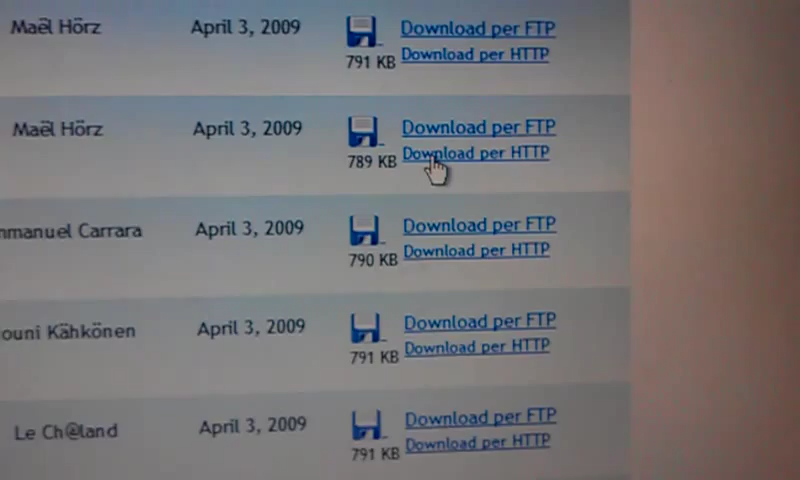 Maël Hörz April 3, 2009 Download per FTP
791 KB Download per HTTP
Maël Hörz April 3, 2009 Download per FTP
789 KB Download per HTTP
Carrara April 3, 2009 Download per FTP
790 KB Download per HTTP
Kähkönen April 3, 2009 Download per FTP
791 KB Download per HTTP
Le Ch@land April 3, 2009 Download per FTP
791 KB Download per HTTP